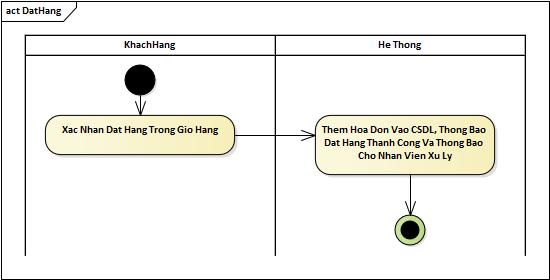 act DatHang
KhachHang
He Thong
Xac Nhan Dat Hang Trong Gio Hang
Them Hoa Don Vao CSDL, Thong Bao
Dat Hang Thanh Cong Va Thong Bao
Cho Nhan Vien Xu Ly